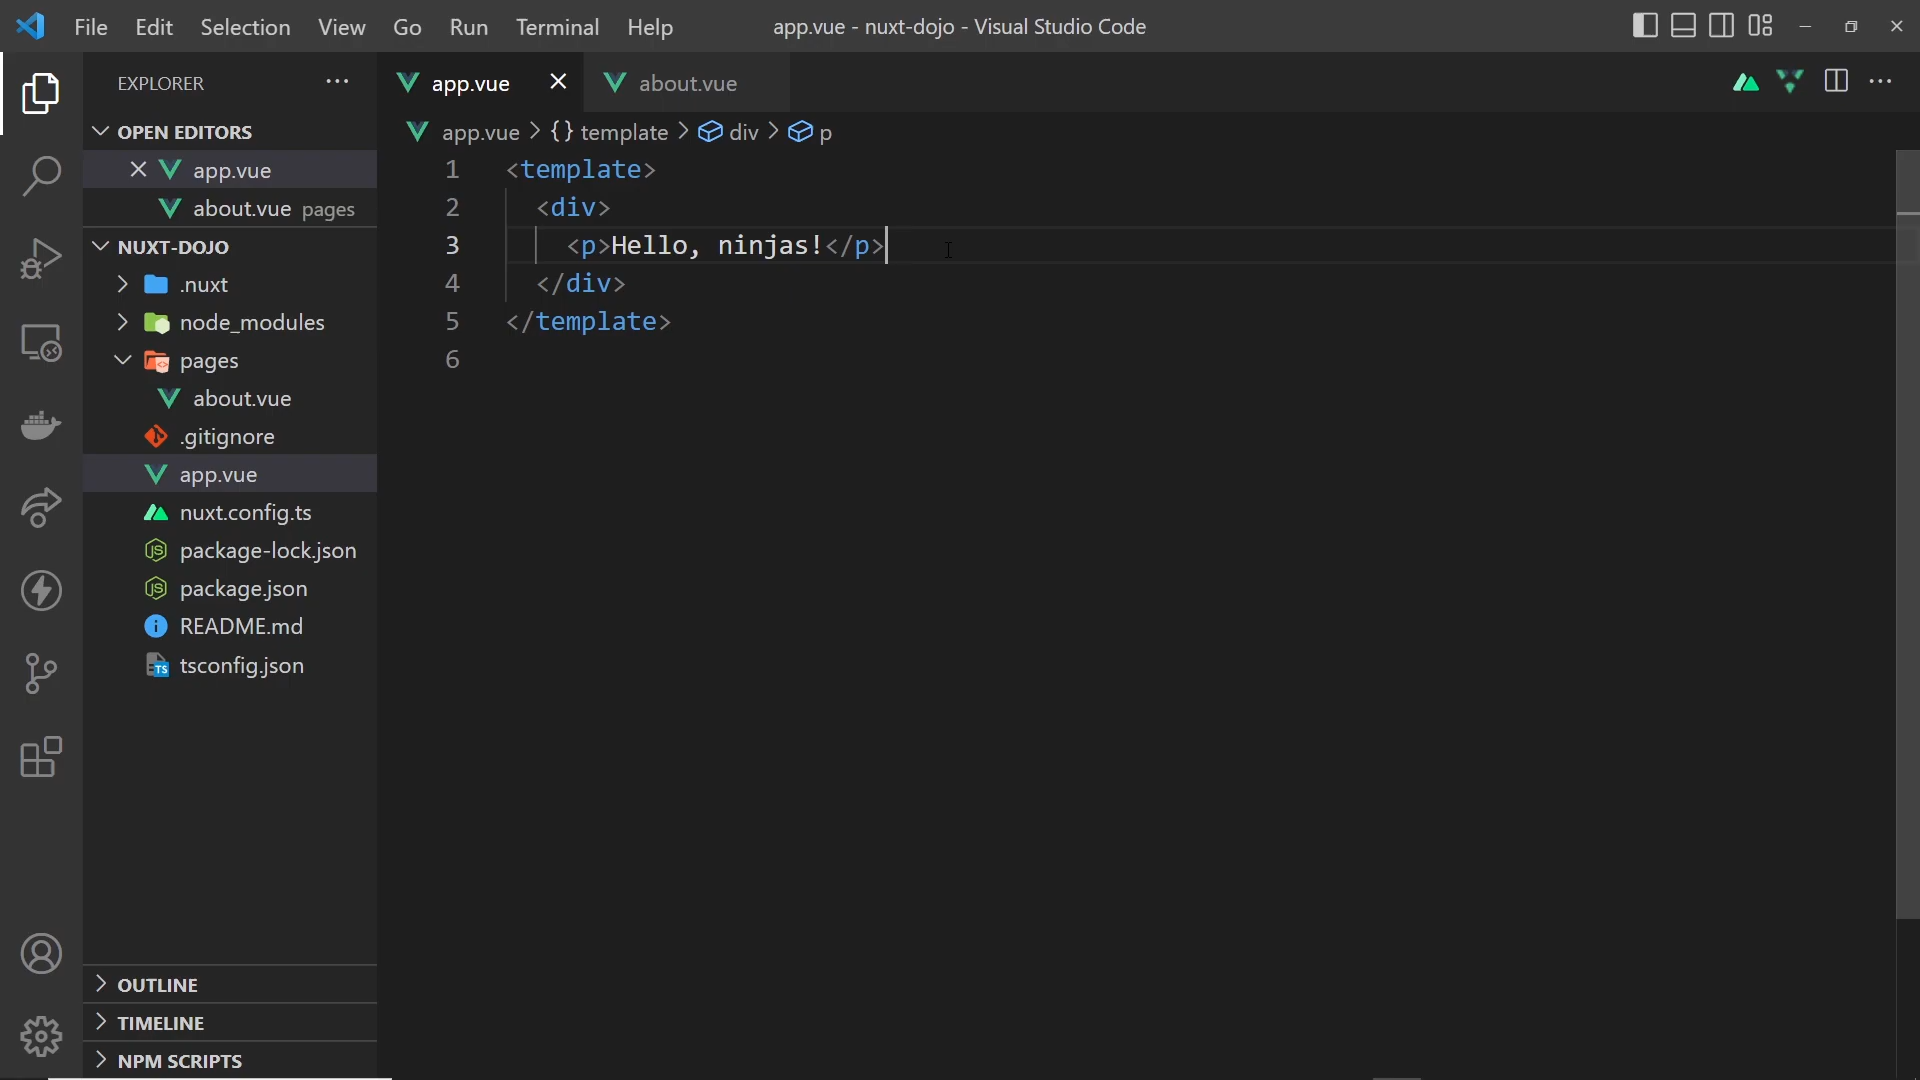 File Edit Selection View Go Run Terminal Help app.vue - nuxt-dojo - Visual Studio Code
EXPLORER
app.vue about.vue
OPEN EDITORS
app.vue
about.vue pages
NUXT-DOJO
.nuxt
node_modules
pages
about.vue
.gitignore
app.vue
nuxt.config.ts
package-lock.json
package.json
README.md
tsconfig.json
OUTLINE
TIMELINE
NPM SCRIPTS
app.vue > {} template > div > p
1 <template>
2 <div>
3 <p>Hello, ninjas!</p>
4 </div>
5 </template>
6